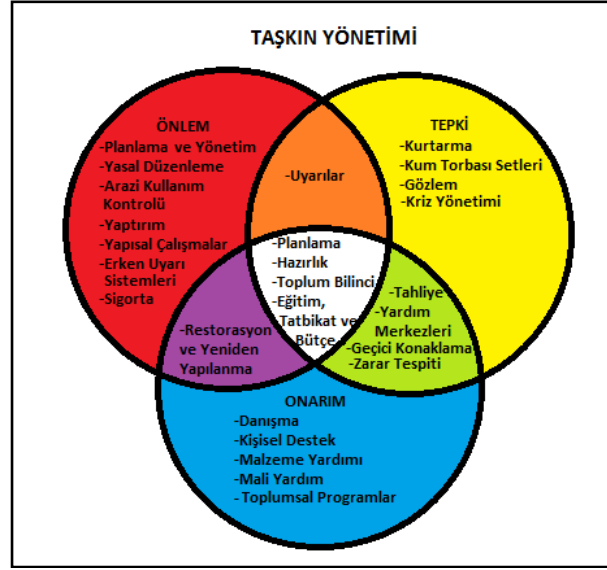 TAŞKIN YÖNETİMİ
ÖNLEM
-Planlama ve Yönetim
-Yasal Düzenleme
-Arazi Kullanım
Kontrolü
-Yaptırım
-Yapısal Çalışmalar
-Erken Uyarı
Sistemleri
-Sigorta
TEPKİ
-Kurtarma
-Kum Torbası Setleri
-Gözlem
-Kriz Yönetimi
-Uyarılar
-Planlama
-Hazırlık
-Toplum Bilinci
-Eğitim,
Tatbikat ve
Bütçe
-Tahliye
-Yardım
Merkezleri
-Geçici Konaklama
-Zarar Tespiti
-Restorasyon
ve Yeniden
Yapılanma
ONARIM
-Danışma
-Kişisel Destek
-Malzeme Yardımı
-Mali Yardım
-Toplumsal Programlar